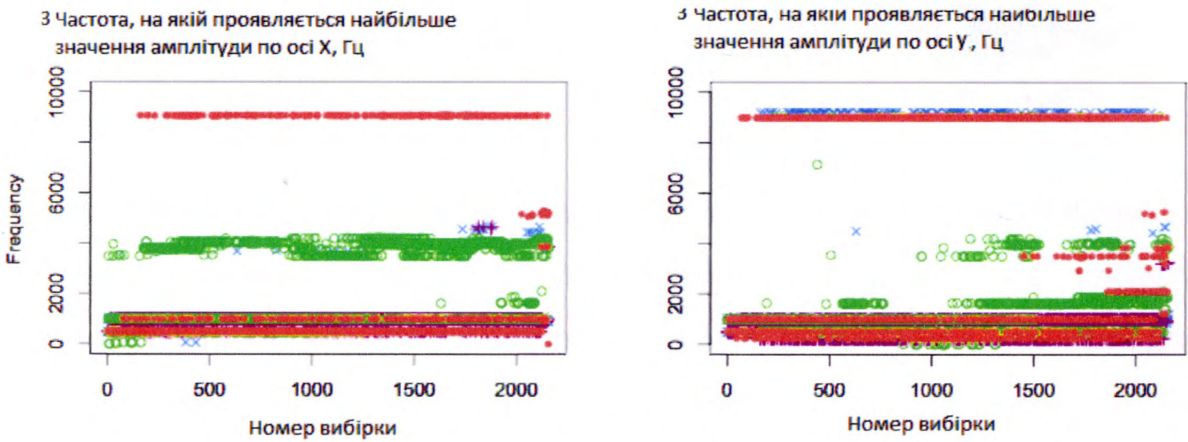 3 Частота, на якій проявляється найбільше
значення амплітуди по осі X, Гц
Frequency
10000
6000
2000
0
0
500
1000
1500
2000
Номер вибірки
3 Частота, на якій проявляється найбільше
значення амплітуди по осі Y, Гц
10000
6000
2000
0
0
500
1000
1500
2000
Номер вибірки